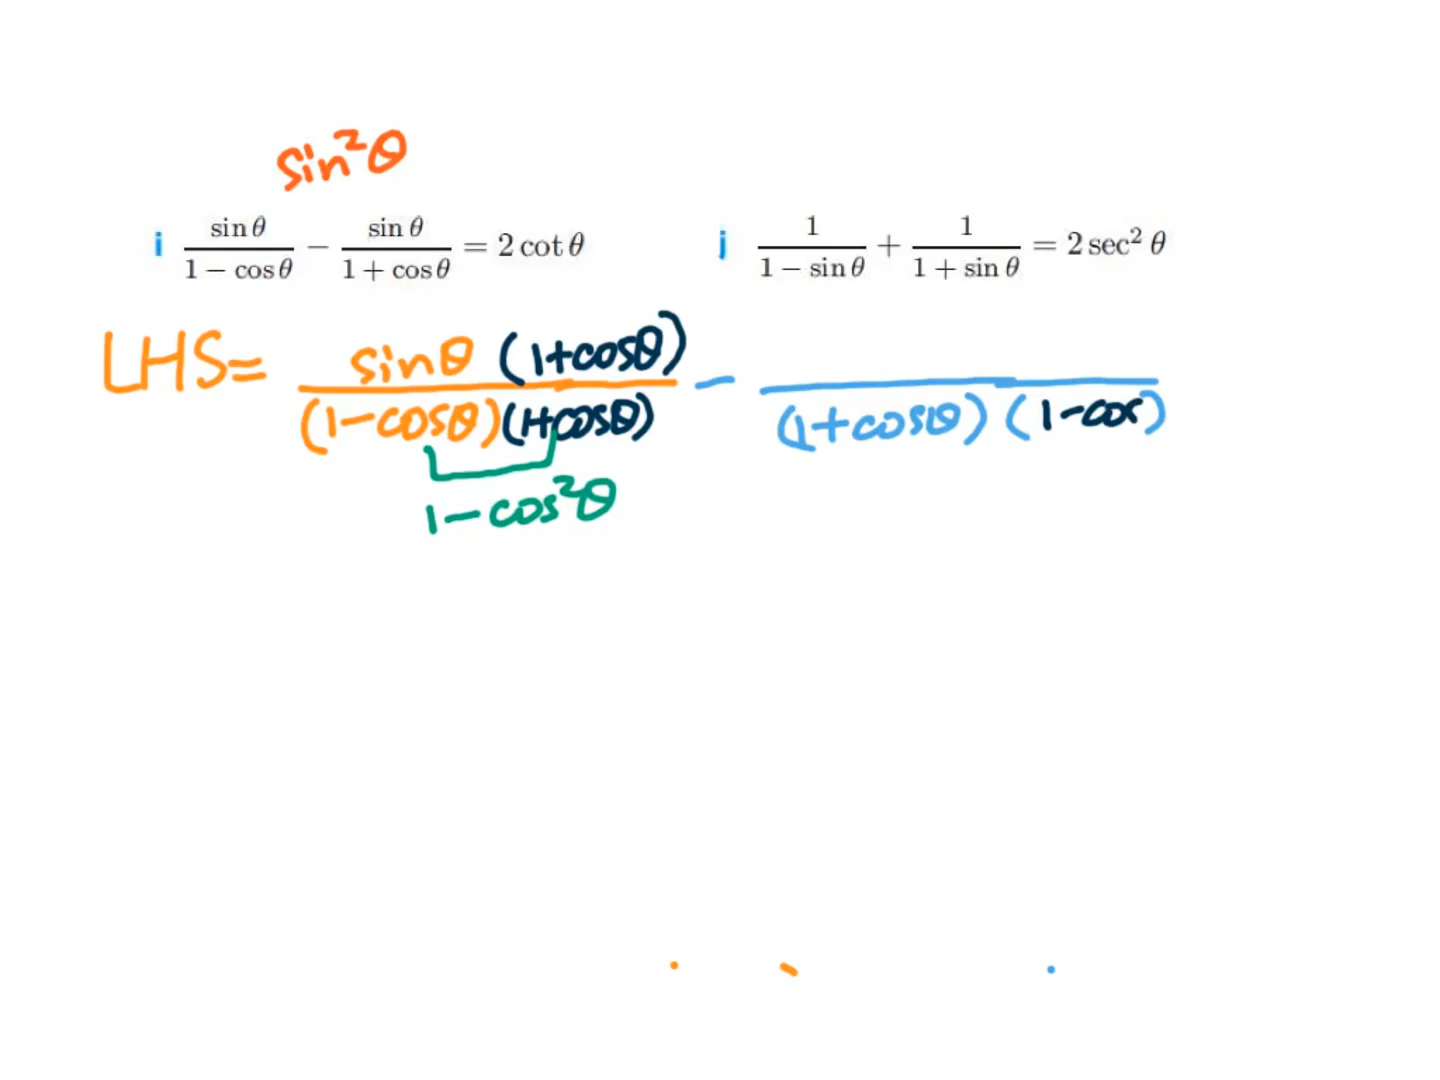 sin²θ
i sin θ / 1 − cos θ − sin θ / 1 + cos θ = 2 cot θ
j 1 / 1 − sin θ + 1 / 1 + sin θ = 2 sec² θ
LHS= sinθ (1+cosθ) / (1-cosθ)(1+cosθ) - / (1+cosθ) (1-cos)
1-cos²θ